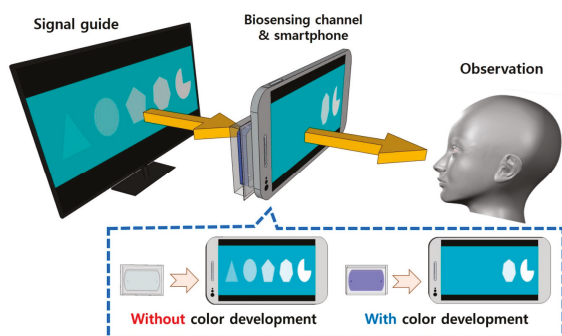 Signal guide
Biosensing channel
& smartphone
Observation
Without color development
With color development